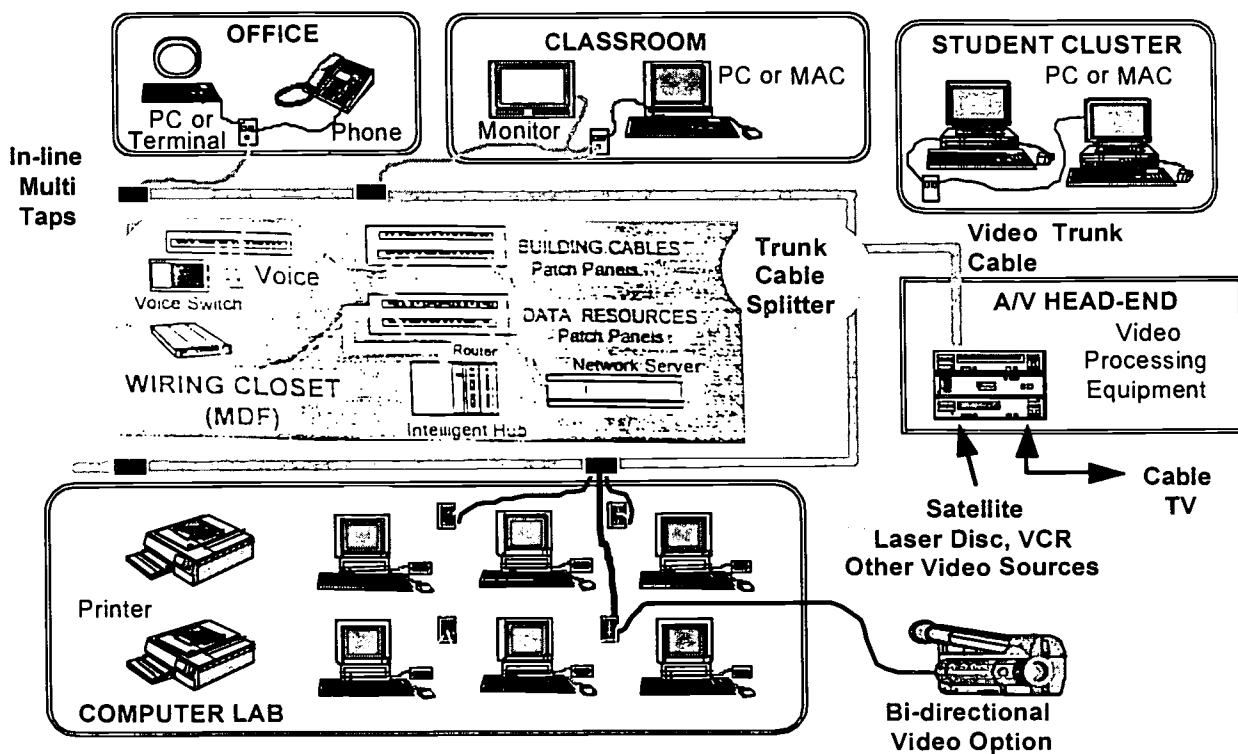 OFFICE
PC or
Terminal
Phone
CLASSROOM
Monitor
PC or MAC
STUDENT CLUSTER
PC or MAC
In-line
Multi
Taps
Voice
Voice Switch
WIRING CLOSET
(MDF)
BUILDING CABLES
Patch Panels
DATA RESOURCES
Patch Panels
Router
Network Server
Intelligent Hub
Trunk
Cable
Splitter
Video Trunk
Cable
A/V HEAD-END
Video
Processing
Equipment
Cable
TV
Satellite
Laser Disc, VCR
Other Video Sources
Printer
COMPUTER LAB
Bi-directional
Video Option